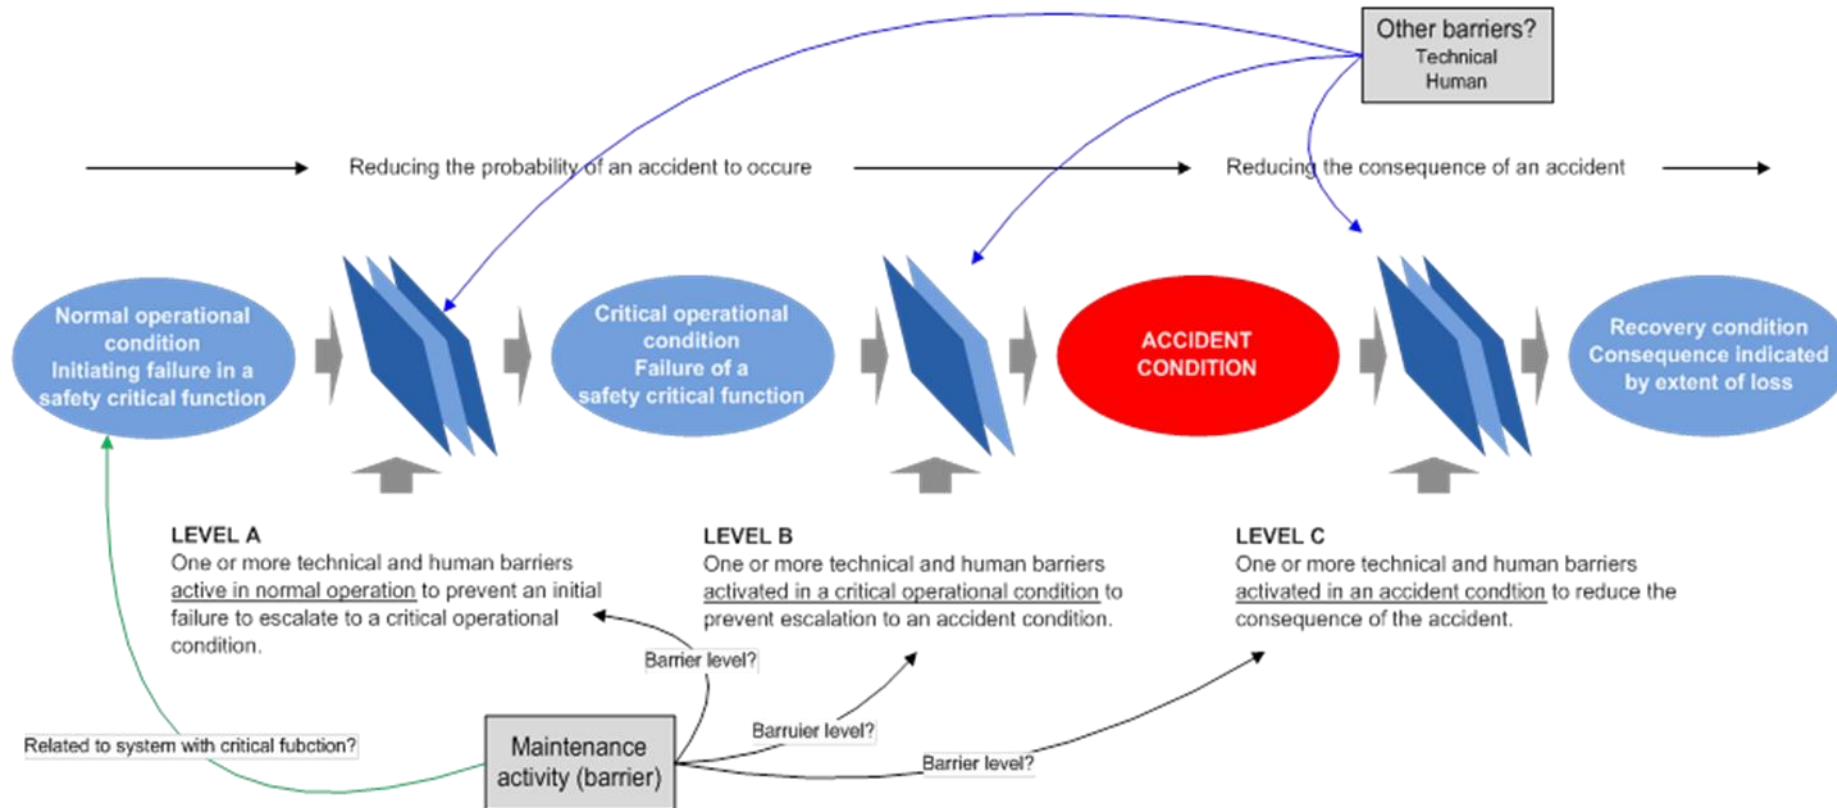 Other barriers?
Technical
Human
Reducing the probability of an accident to occure
Reducing the consequence of an accident
Normal operational
condition
Initiating failure in a
safety critical function
Critical operational
condition
Failure of a
safety critical function
ACCIDENT
CONDITION
Recovery condition
Consequence indicated
by extent of loss
LEVEL A
One or more technical and human barriers
active in normal operation to prevent an initial
failure to escalate to a critical operational
condition.
LEVEL B
One or more technical and human barriers
activated in a critical operational condition to
prevent escalation to an accident condition.
LEVEL C
One or more technical and human barriers
activated in an accident condtion to reduce the
consequence of the accident.
Barrier level?
Barruier level?
Barrier level?
Related to system with critical fubction?
Maintenance
activity (barrier)